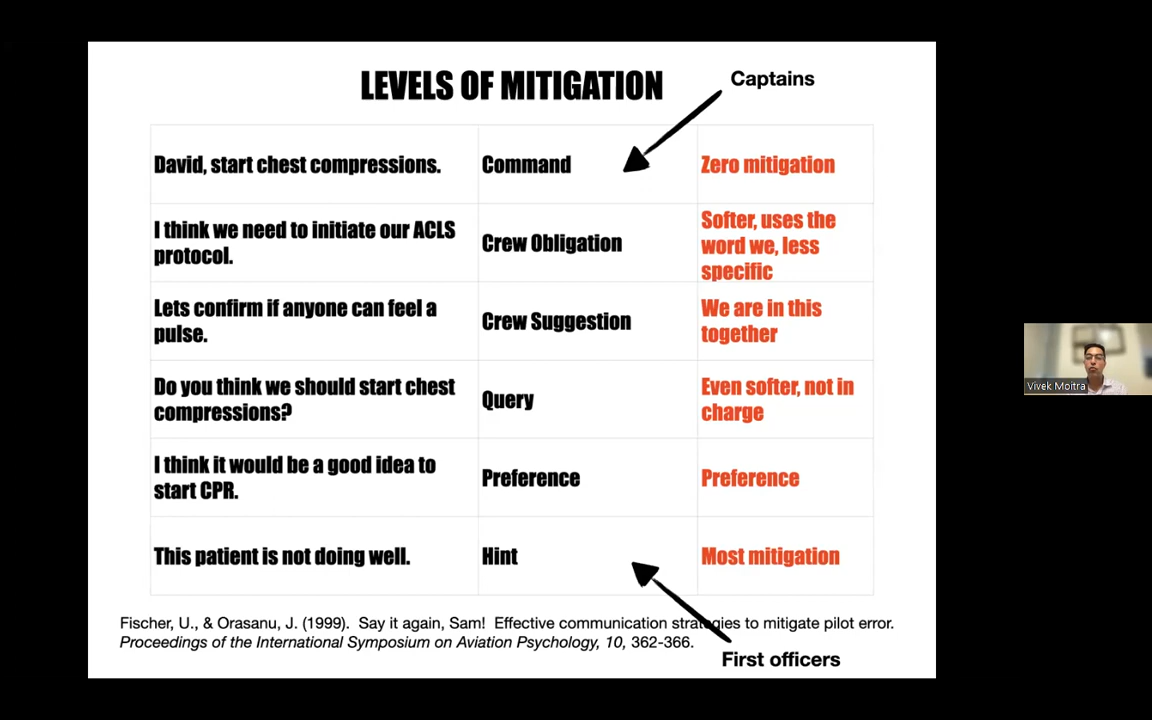 LEVELS OF MITIGATION
Captains
David, start chest compressions.
Command
Zero mitigation
I think we need to initiate our ACLS
protocol.
Crew Obligation
Softer, uses the
word we, less
specific
Lets confirm if anyone can feel a
pulse.
Crew Suggestion
We are in this
together
Do you think we should start chest
compressions?
Query
Even softer, not in
charge
I think it would be a good idea to
start CPR.
Preference
Preference
This patient is not doing well.
Hint
Most mitigation
Fischer, U., & Orasanu, J. (1999). Say it again, Sam! Effective communication strategies to mitigate pilot error.
Proceedings of the International Symposium on Aviation Psychology, 10, 362-366.
First officers
Vivek Moitra